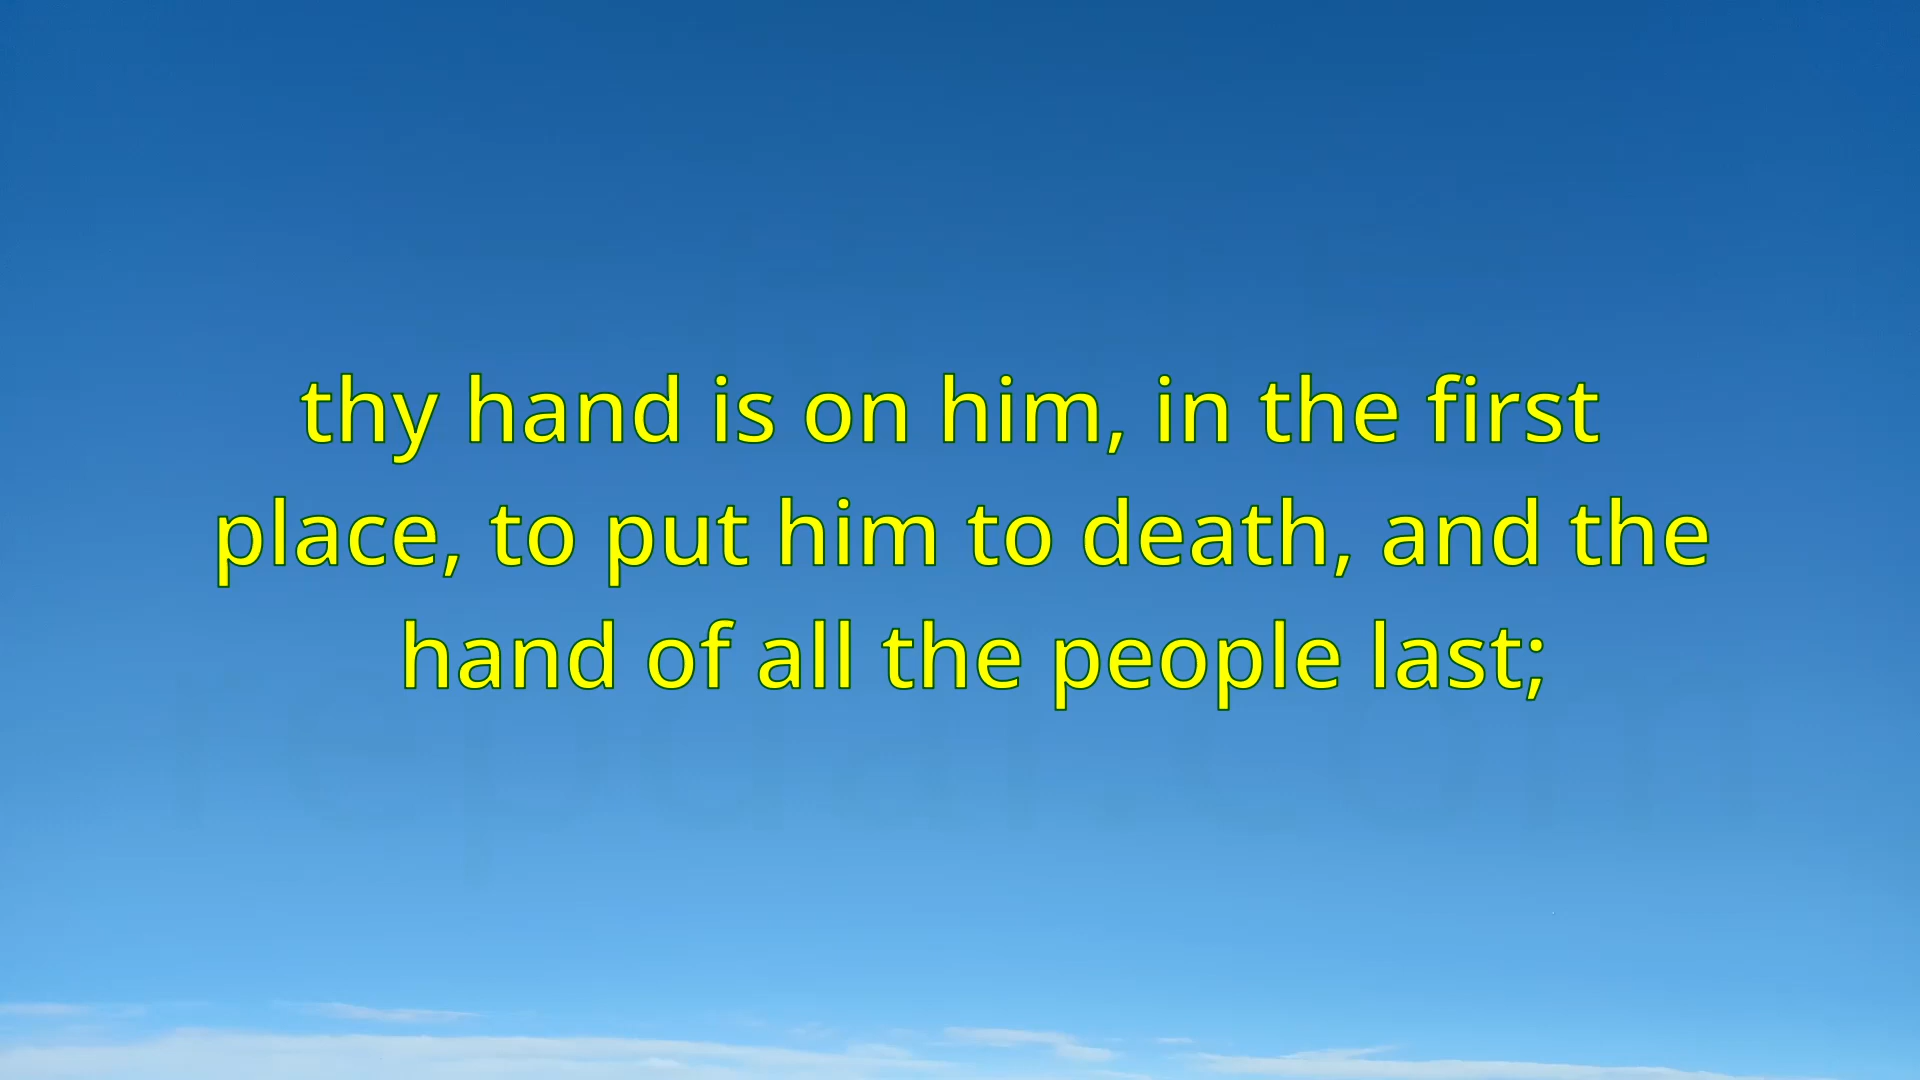 thy hand is on him, in the first
place, to put him to death, and the
hand of all the people last;